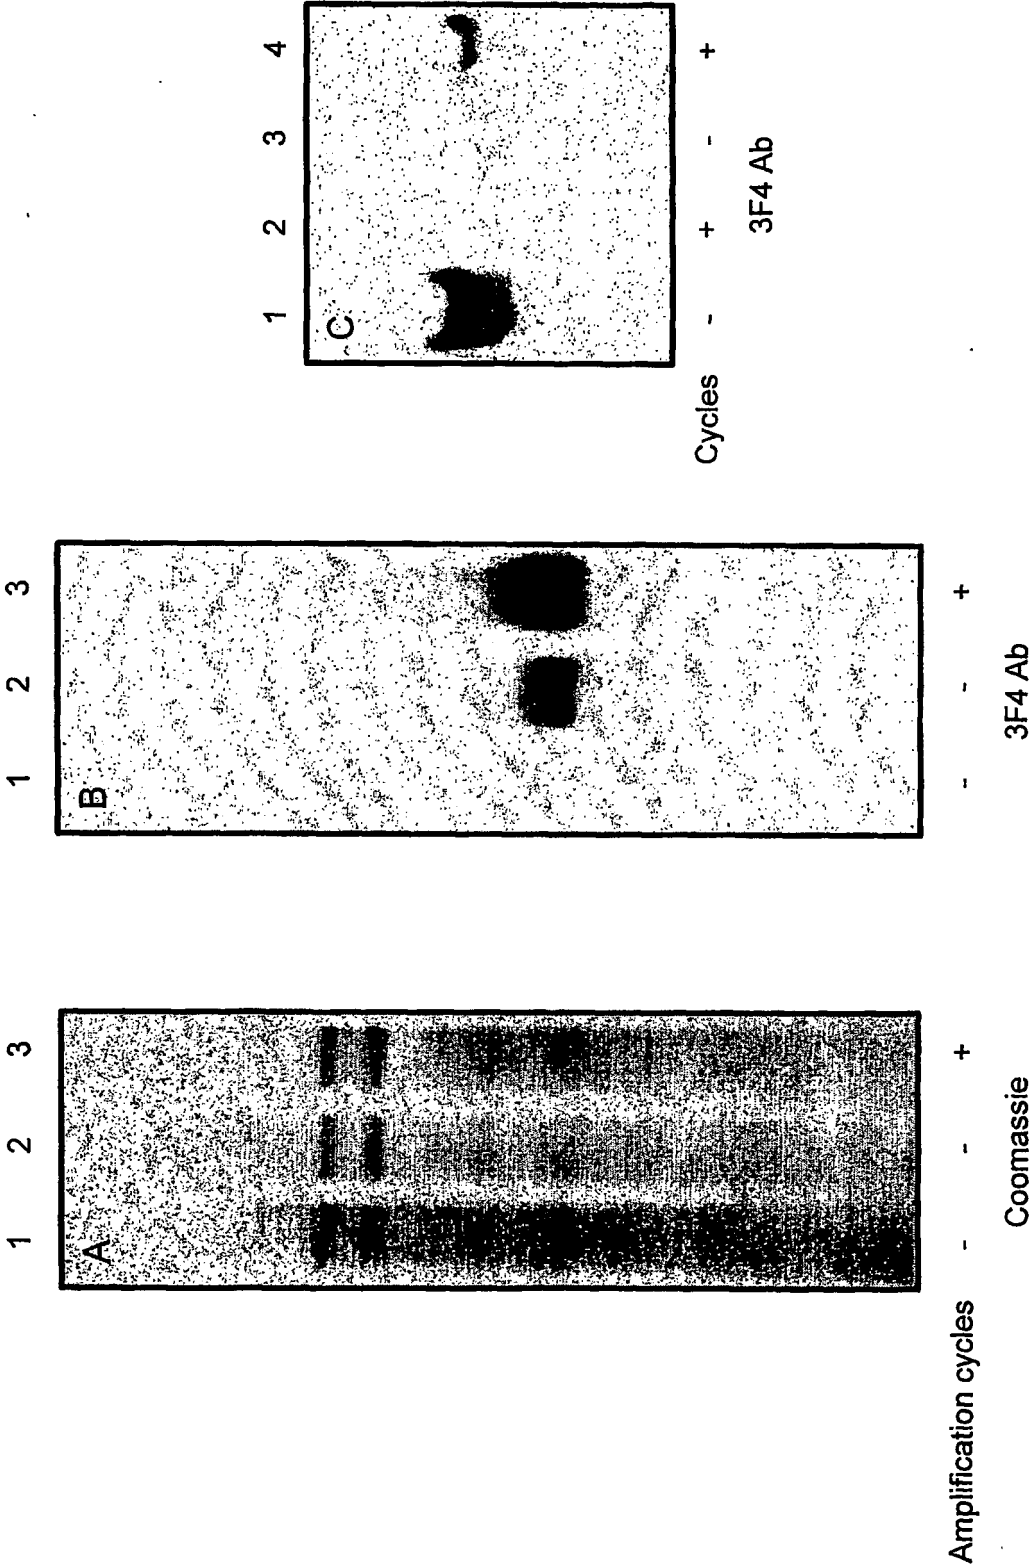 1 2 3
A
Amplification cycles - - +
Coomassie
1 2 3
B
- - +
3F4 Ab
1 2 3 4
C
Cycles - + - +
3F4 Ab